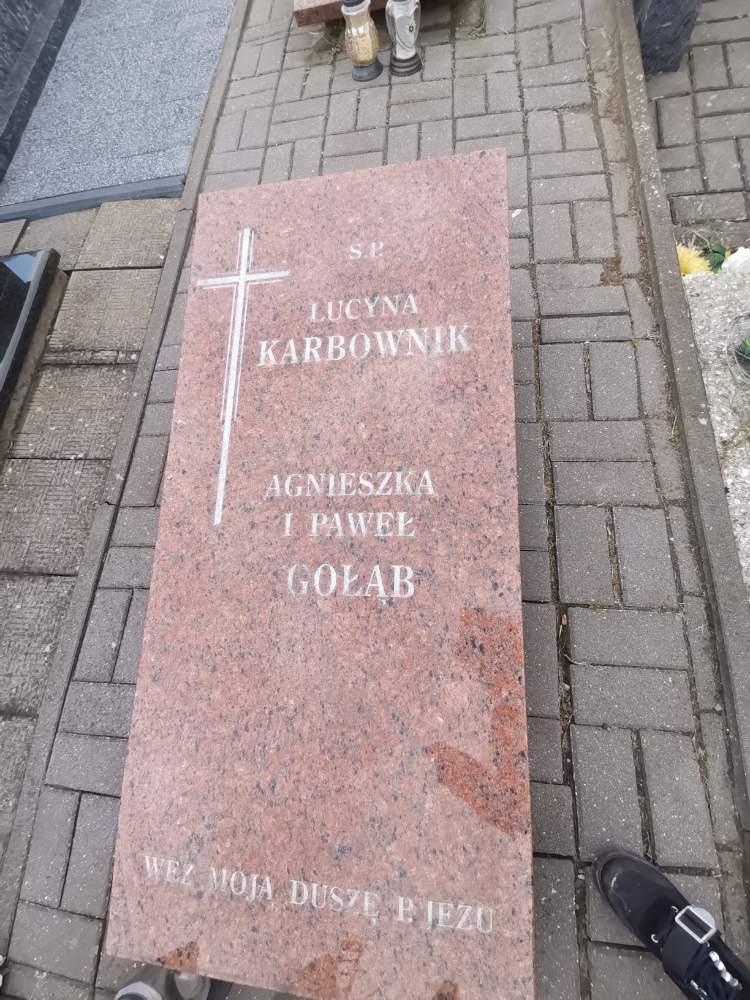 Ś.P.
LUCYNA
KARBOWNIK
AGNIESZKA
I PAWEŁ
GOŁĄB
WEŹ MOJĄ DUSZĘ P. JEZU